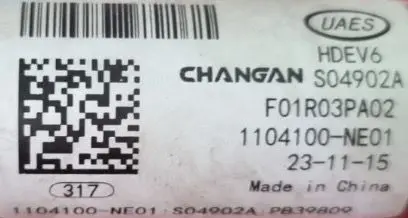 UAES
HDEV6
CHANGAN S04902A
F01R03PA02
1104100-NE01
23-11-15
317 Made in China
1104100-NE01 S04902A PB39809